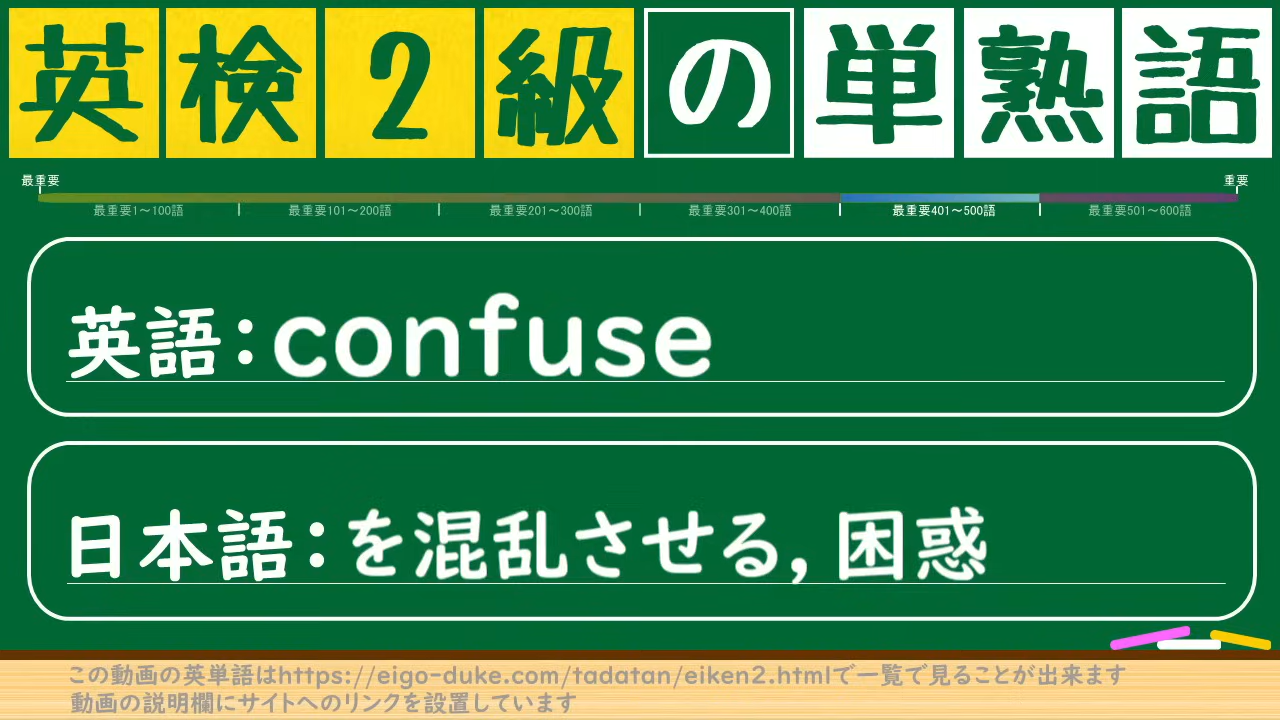 英検2級の単熟語
最重要 重要
最重要1～100語 最重要101～200語 最重要201～300語 最重要301～400語 最重要401～500語 最重要501～600語
英語：confuse
日本語：を混乱させる, 困惑
この動画の英単語はhttps://eigo-duke.com/tadatan/eiken2.htmlで一覧で見ることが出来ます
動画の説明欄にサイトへのリンクを設置しています